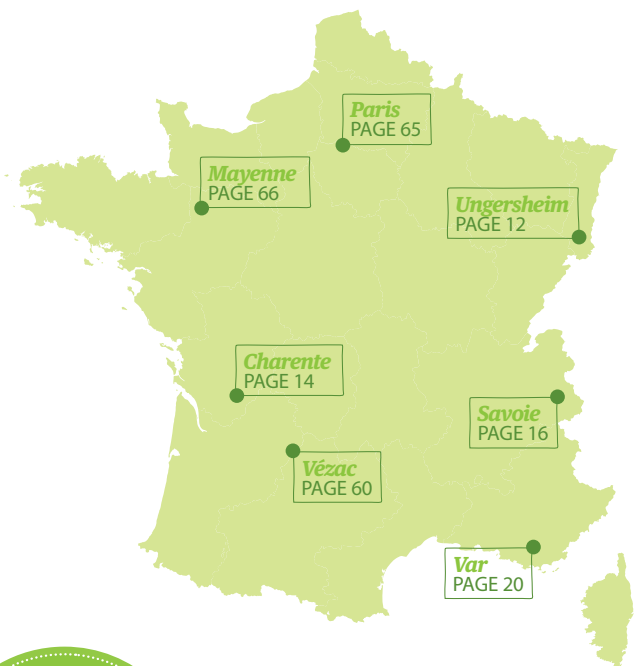 Paris
PAGE 65
Mayenne
PAGE 66
Ungersheim
PAGE 12
Charente
PAGE 14
Savoie
PAGE 16
Vézac
PAGE 60
Var
PAGE 20